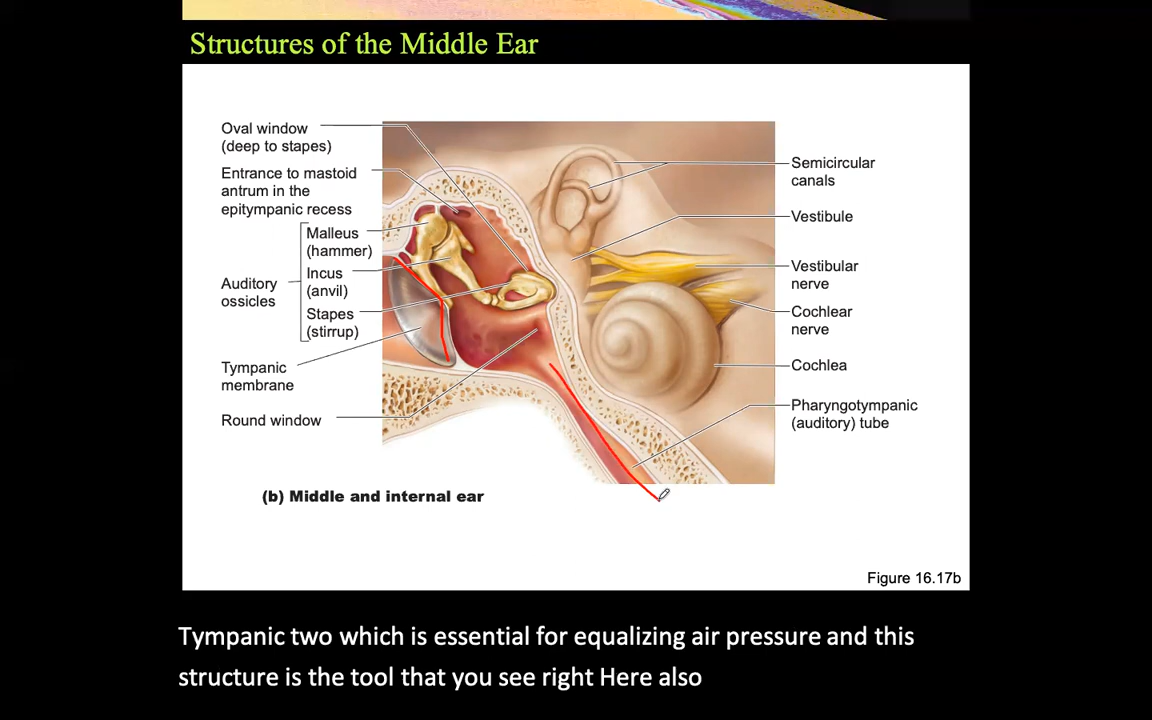 Structures of the Middle Ear
Oval window
(deep to stapes)
Entrance to mastoid
antrum in the
epitympanic recess
Malleus
(hammer)
Auditory
ossicles
Incus
(anvil)
Stapes
(stirrup)
Tympanic
membrane
Round window
Semicircular
canals
Vestibule
Vestibular
nerve
Cochlear
nerve
Cochlea
Pharyngotympanic
(auditory) tube
(b) Middle and internal ear
Figure 16.17b
Tympanic two which is essential for equalizing air pressure and this
structure is the tool that you see right Here also